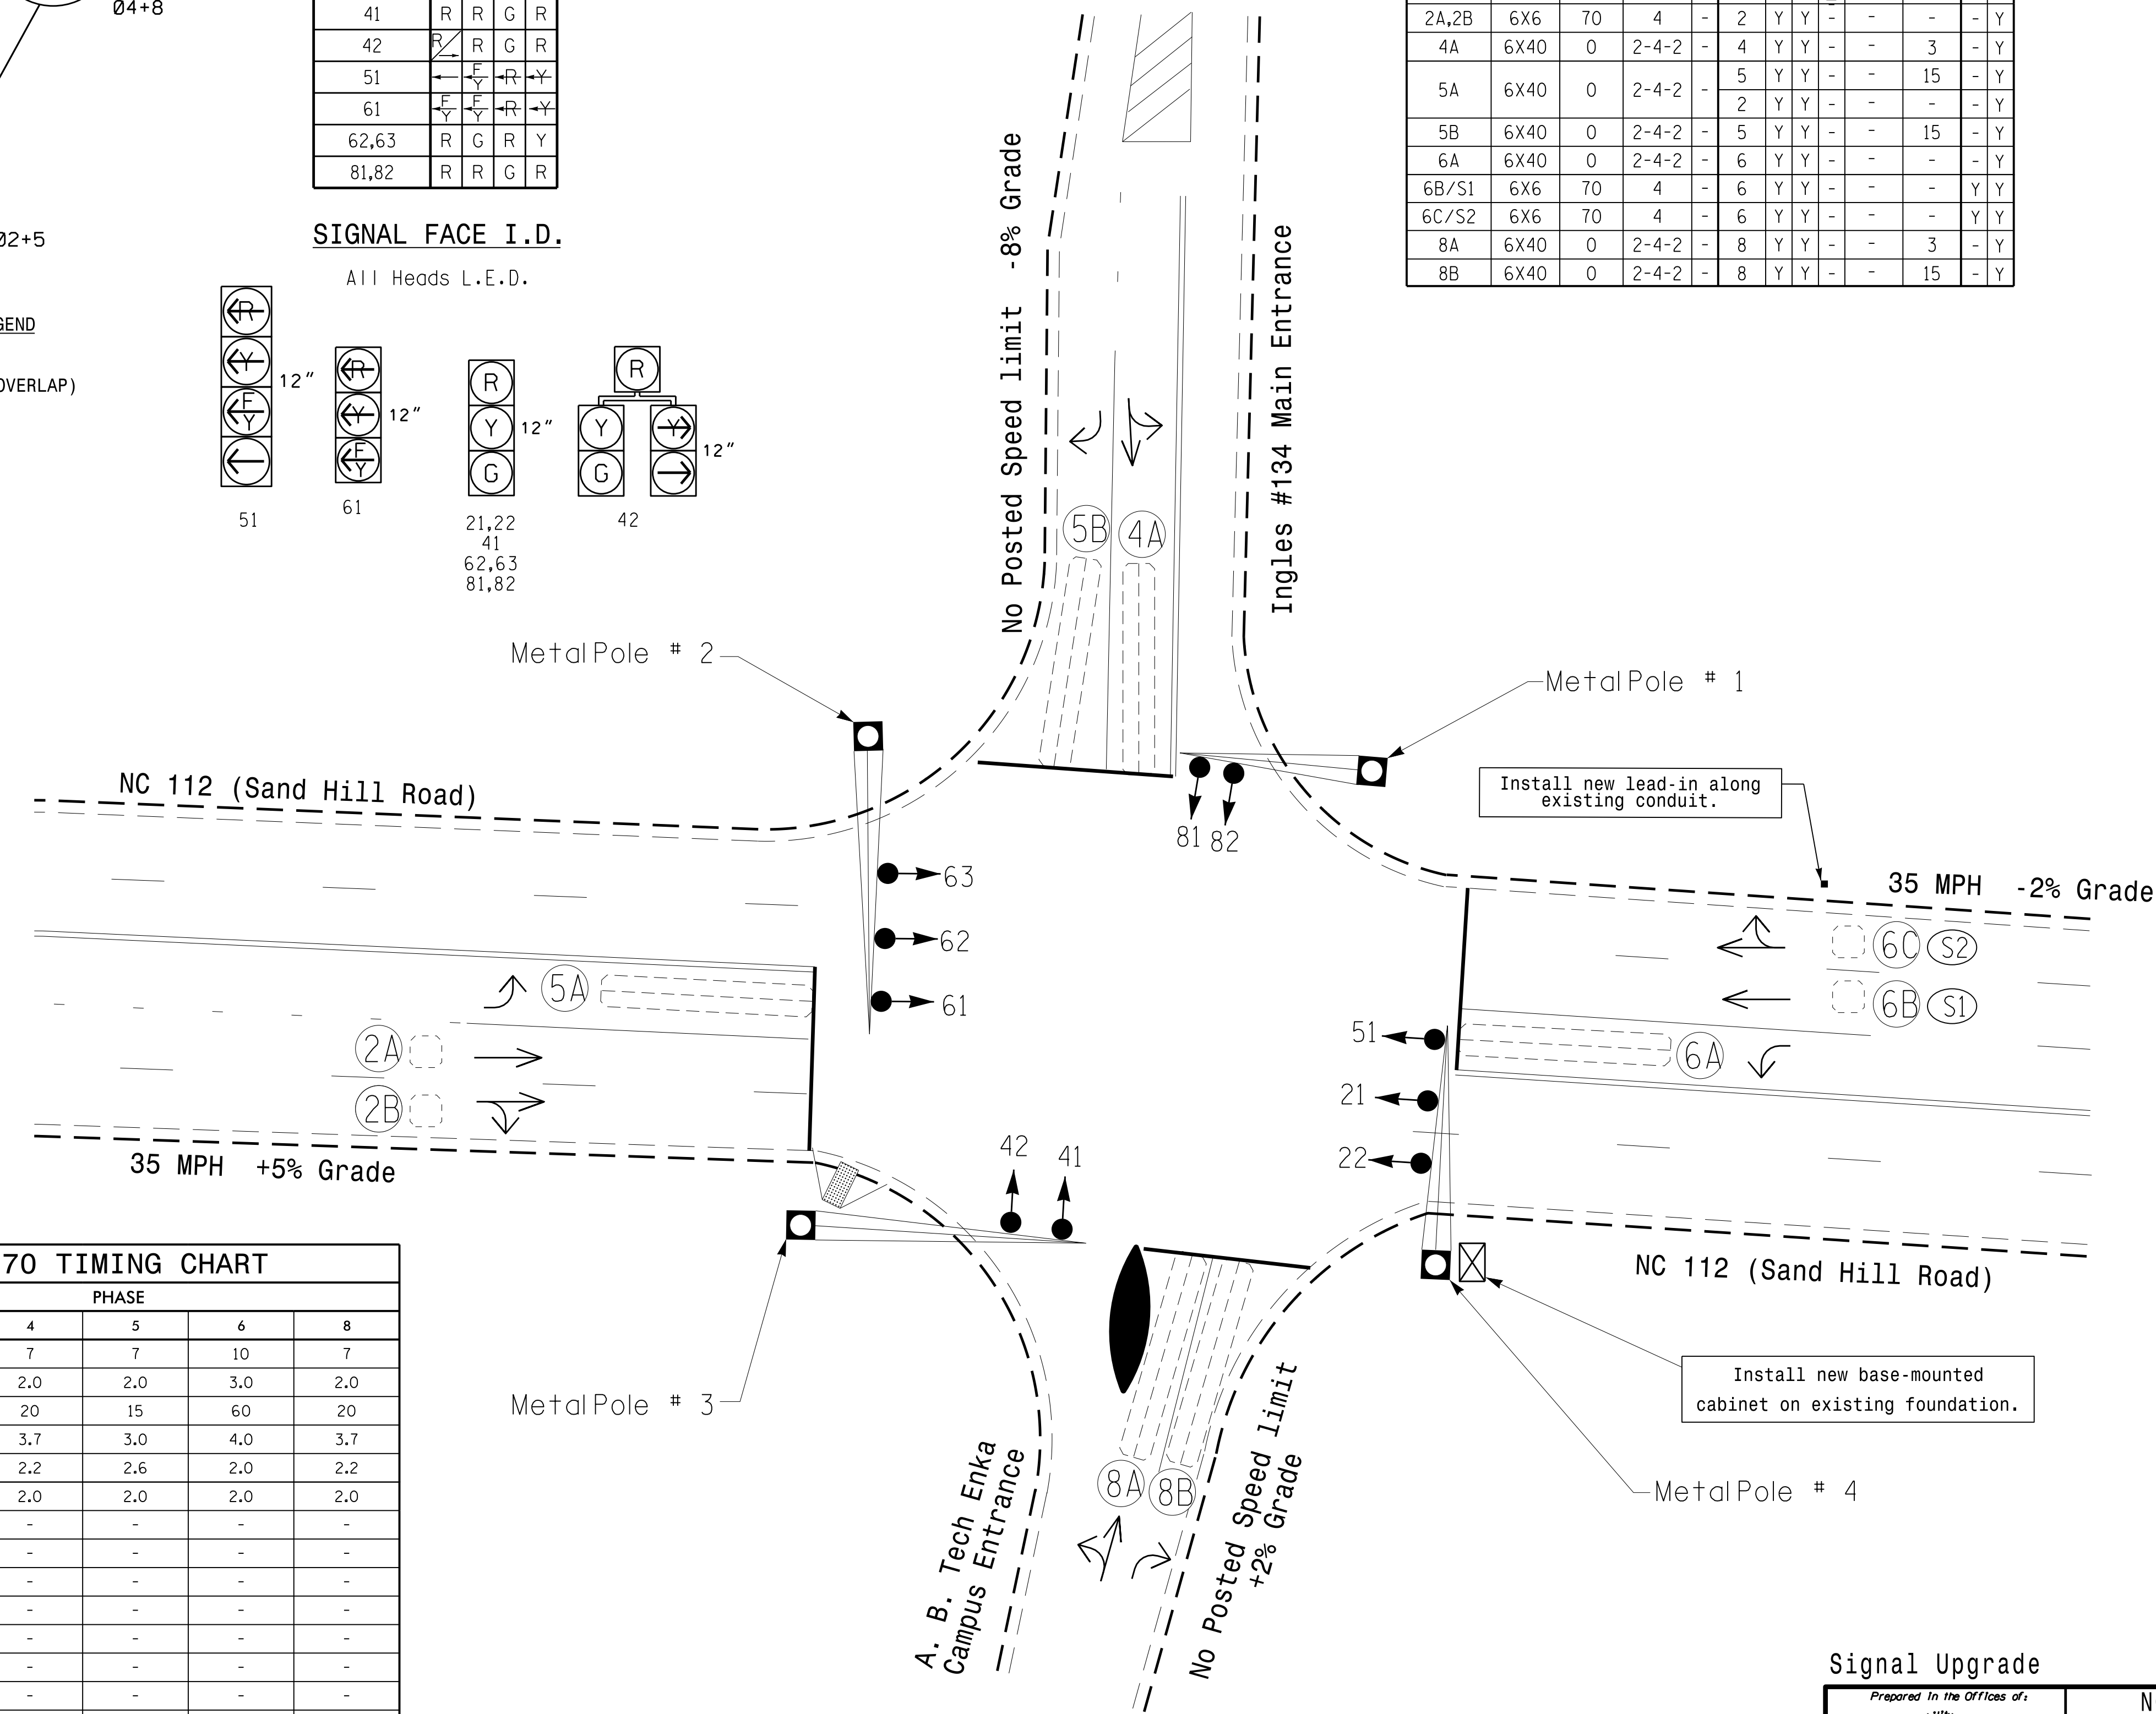 04+8
02+5
GEND
OVERLAP)
41 R R G R
42 R R G R
51 F Y R Y
61 F Y F Y R Y
62,63 R G R Y
81,82 R R G R
SIGNAL FACE I.D.
All Heads L.E.D.
R
Y
F
Y
12"
51
R
Y
F
Y
12"
61
R
Y
G
12"
21,22
41
62,63
81,82
R
Y Y
G
12"
42
2A,2B 6X6 70 4 - 2 Y Y - - - - Y
4A 6X40 0 2-4-2 - 4 Y Y - - 3 - Y
5A 6X40 0 2-4-2 - 5 Y Y - - 15 - Y
2 Y Y - - - - Y
5B 6X40 0 2-4-2 - 5 Y Y - - 15 - Y
6A 6X40 0 2-4-2 - 6 Y Y - - - - Y
6B/S1 6X6 70 4 - 6 Y Y - - - Y Y
6C/S2 6X6 70 4 - 6 Y Y - - - Y Y
8A 6X40 0 2-4-2 - 8 Y Y - - 3 - Y
8B 6X40 0 2-4-2 - 8 Y Y - - 15 - Y
No Posted Speed limit -8% Grade
Ingles #134 Main Entrance
5B 4A
Metal Pole # 2
Metal Pole # 1
NC 112 (Sand Hill Road)
Install new lead-in along
existing conduit.
81 82
63
62
61
35 MPH -2% Grade
6C S2
6B S1
6A
5A
2A
2B
51
21
22
35 MPH +5% Grade
42 41
NC 112 (Sand Hill Road)
Install new base-mounted
cabinet on existing foundation.
Metal Pole # 3
Metal Pole # 4
8A 8B
A. B. Tech Enka
Campus Entrance
No Posted Speed limit
+2% Grade
70 TIMING CHART
PHASE
4 5 6 8
7 7 10 7
2.0 2.0 3.0 2.0
20 15 60 20
3.7 3.0 4.0 3.7
2.2 2.6 2.0 2.2
2.0 2.0 2.0 2.0
- - - -
- - - -
- - - -
- - - -
- - - -
- - - -
- - - -
Signal Upgrade
Prepared in the Offices of:
N